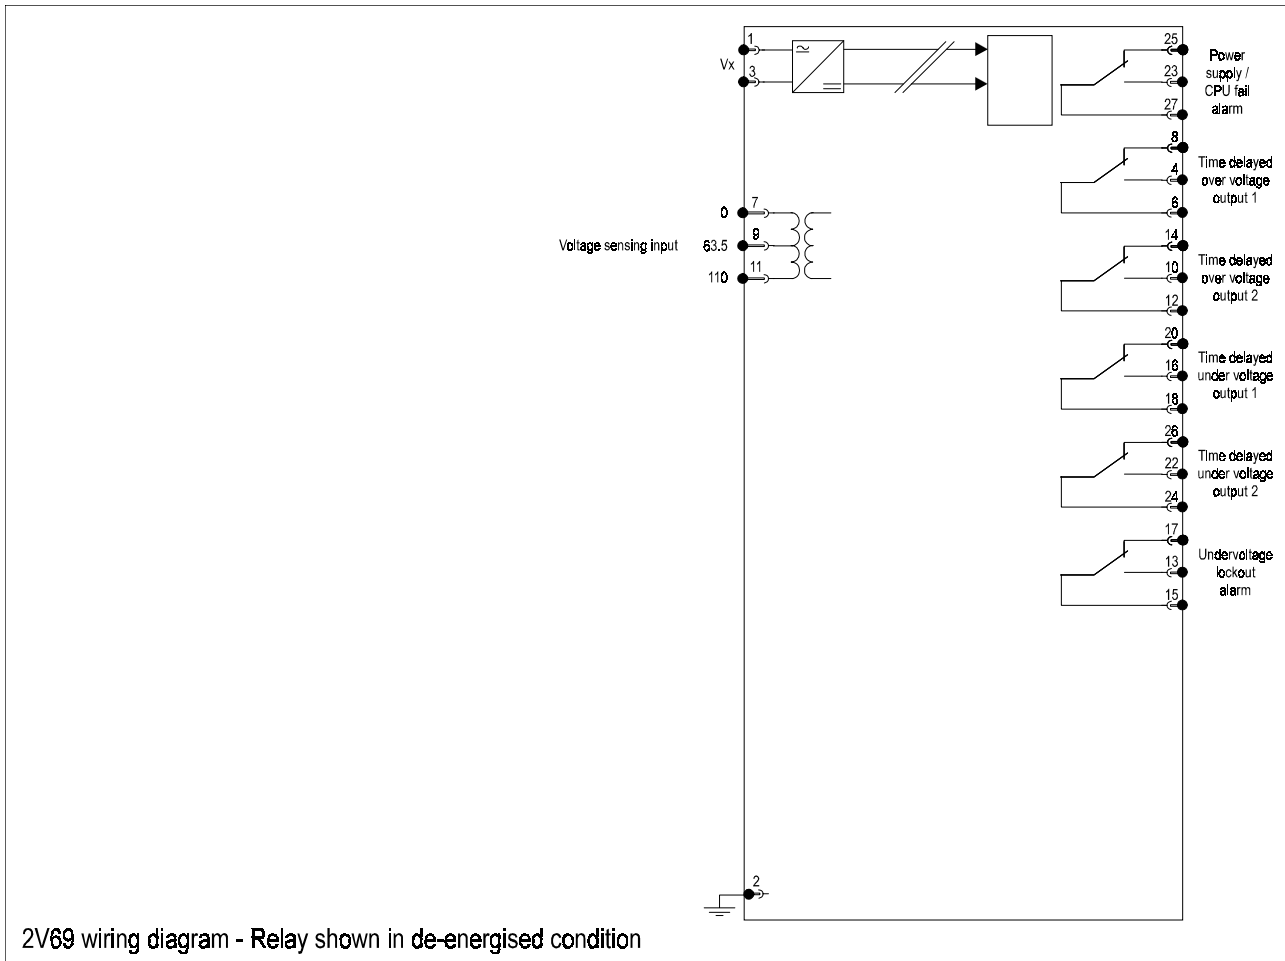 1
Vx
3
25
23
27
Power
supply /
CPU fail
alarm
8
4
6
Time delayed
over voltage
output 1
0
7
Voltage sensing input
63.5
9
110
11
14
10
12
Time delayed
over voltage
output 2
20
16
18
Time delayed
under voltage
output 1
26
22
24
Time delayed
under voltage
output 2
17
13
15
Undervoltage
lockout
alarm
2
2V69 wiring diagram - Relay shown in de-energised condition